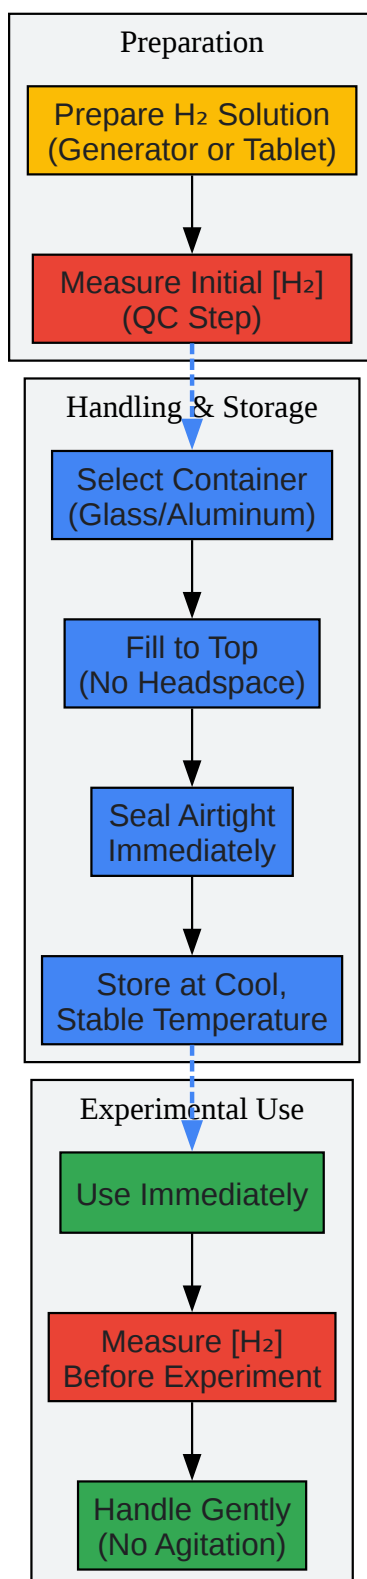 Preparation
Prepare H₂ Solution
(Generator or Tablet)
Measure Initial [H₂]
(QC Step)
Handling & Storage
Select Container
(Glass/Aluminum)
Fill to Top
(No Headspace)
Seal Airtight
Immediately
Store at Cool,
Stable Temperature
Experimental Use
Use Immediately
Measure [H₂]
Before Experiment
Handle Gently
(No Agitation)